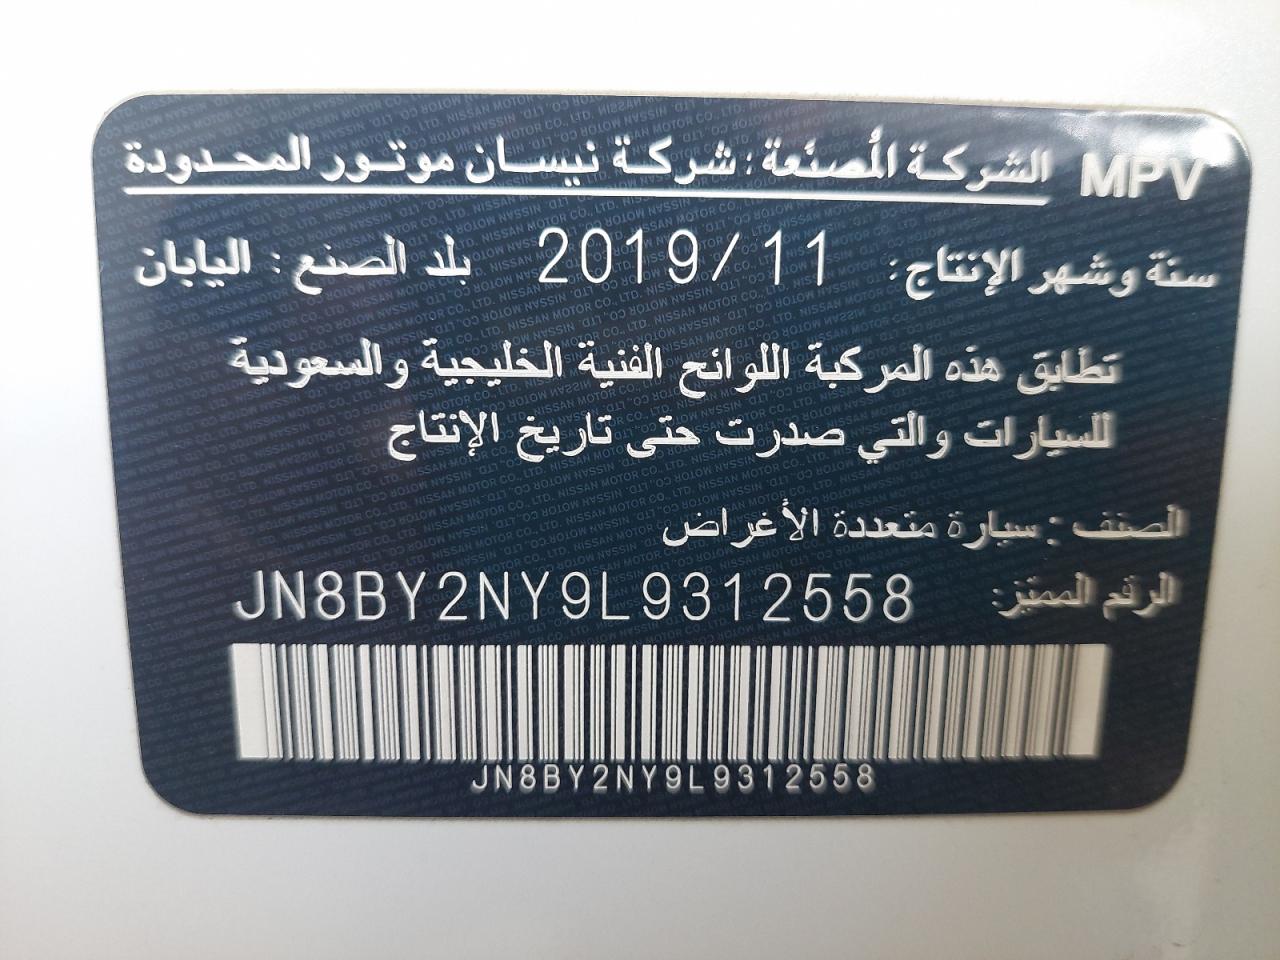 MPV الشركة المُصنّعة : شركة نيسان موتور المحدودة
سنة وشهر الإنتاج: 2019/11 بلد الصنع : اليابان
تطابق هذه المركبة اللوائح الفنية الخليجية والسعودية
للسيارات والتي صدرت حتى تاريخ الإنتاج
الصنف : سيارة متعددة الأغراض
الرقم المميّز: JN8BY2NY9L9312558
JN8BY2NY9L9312558